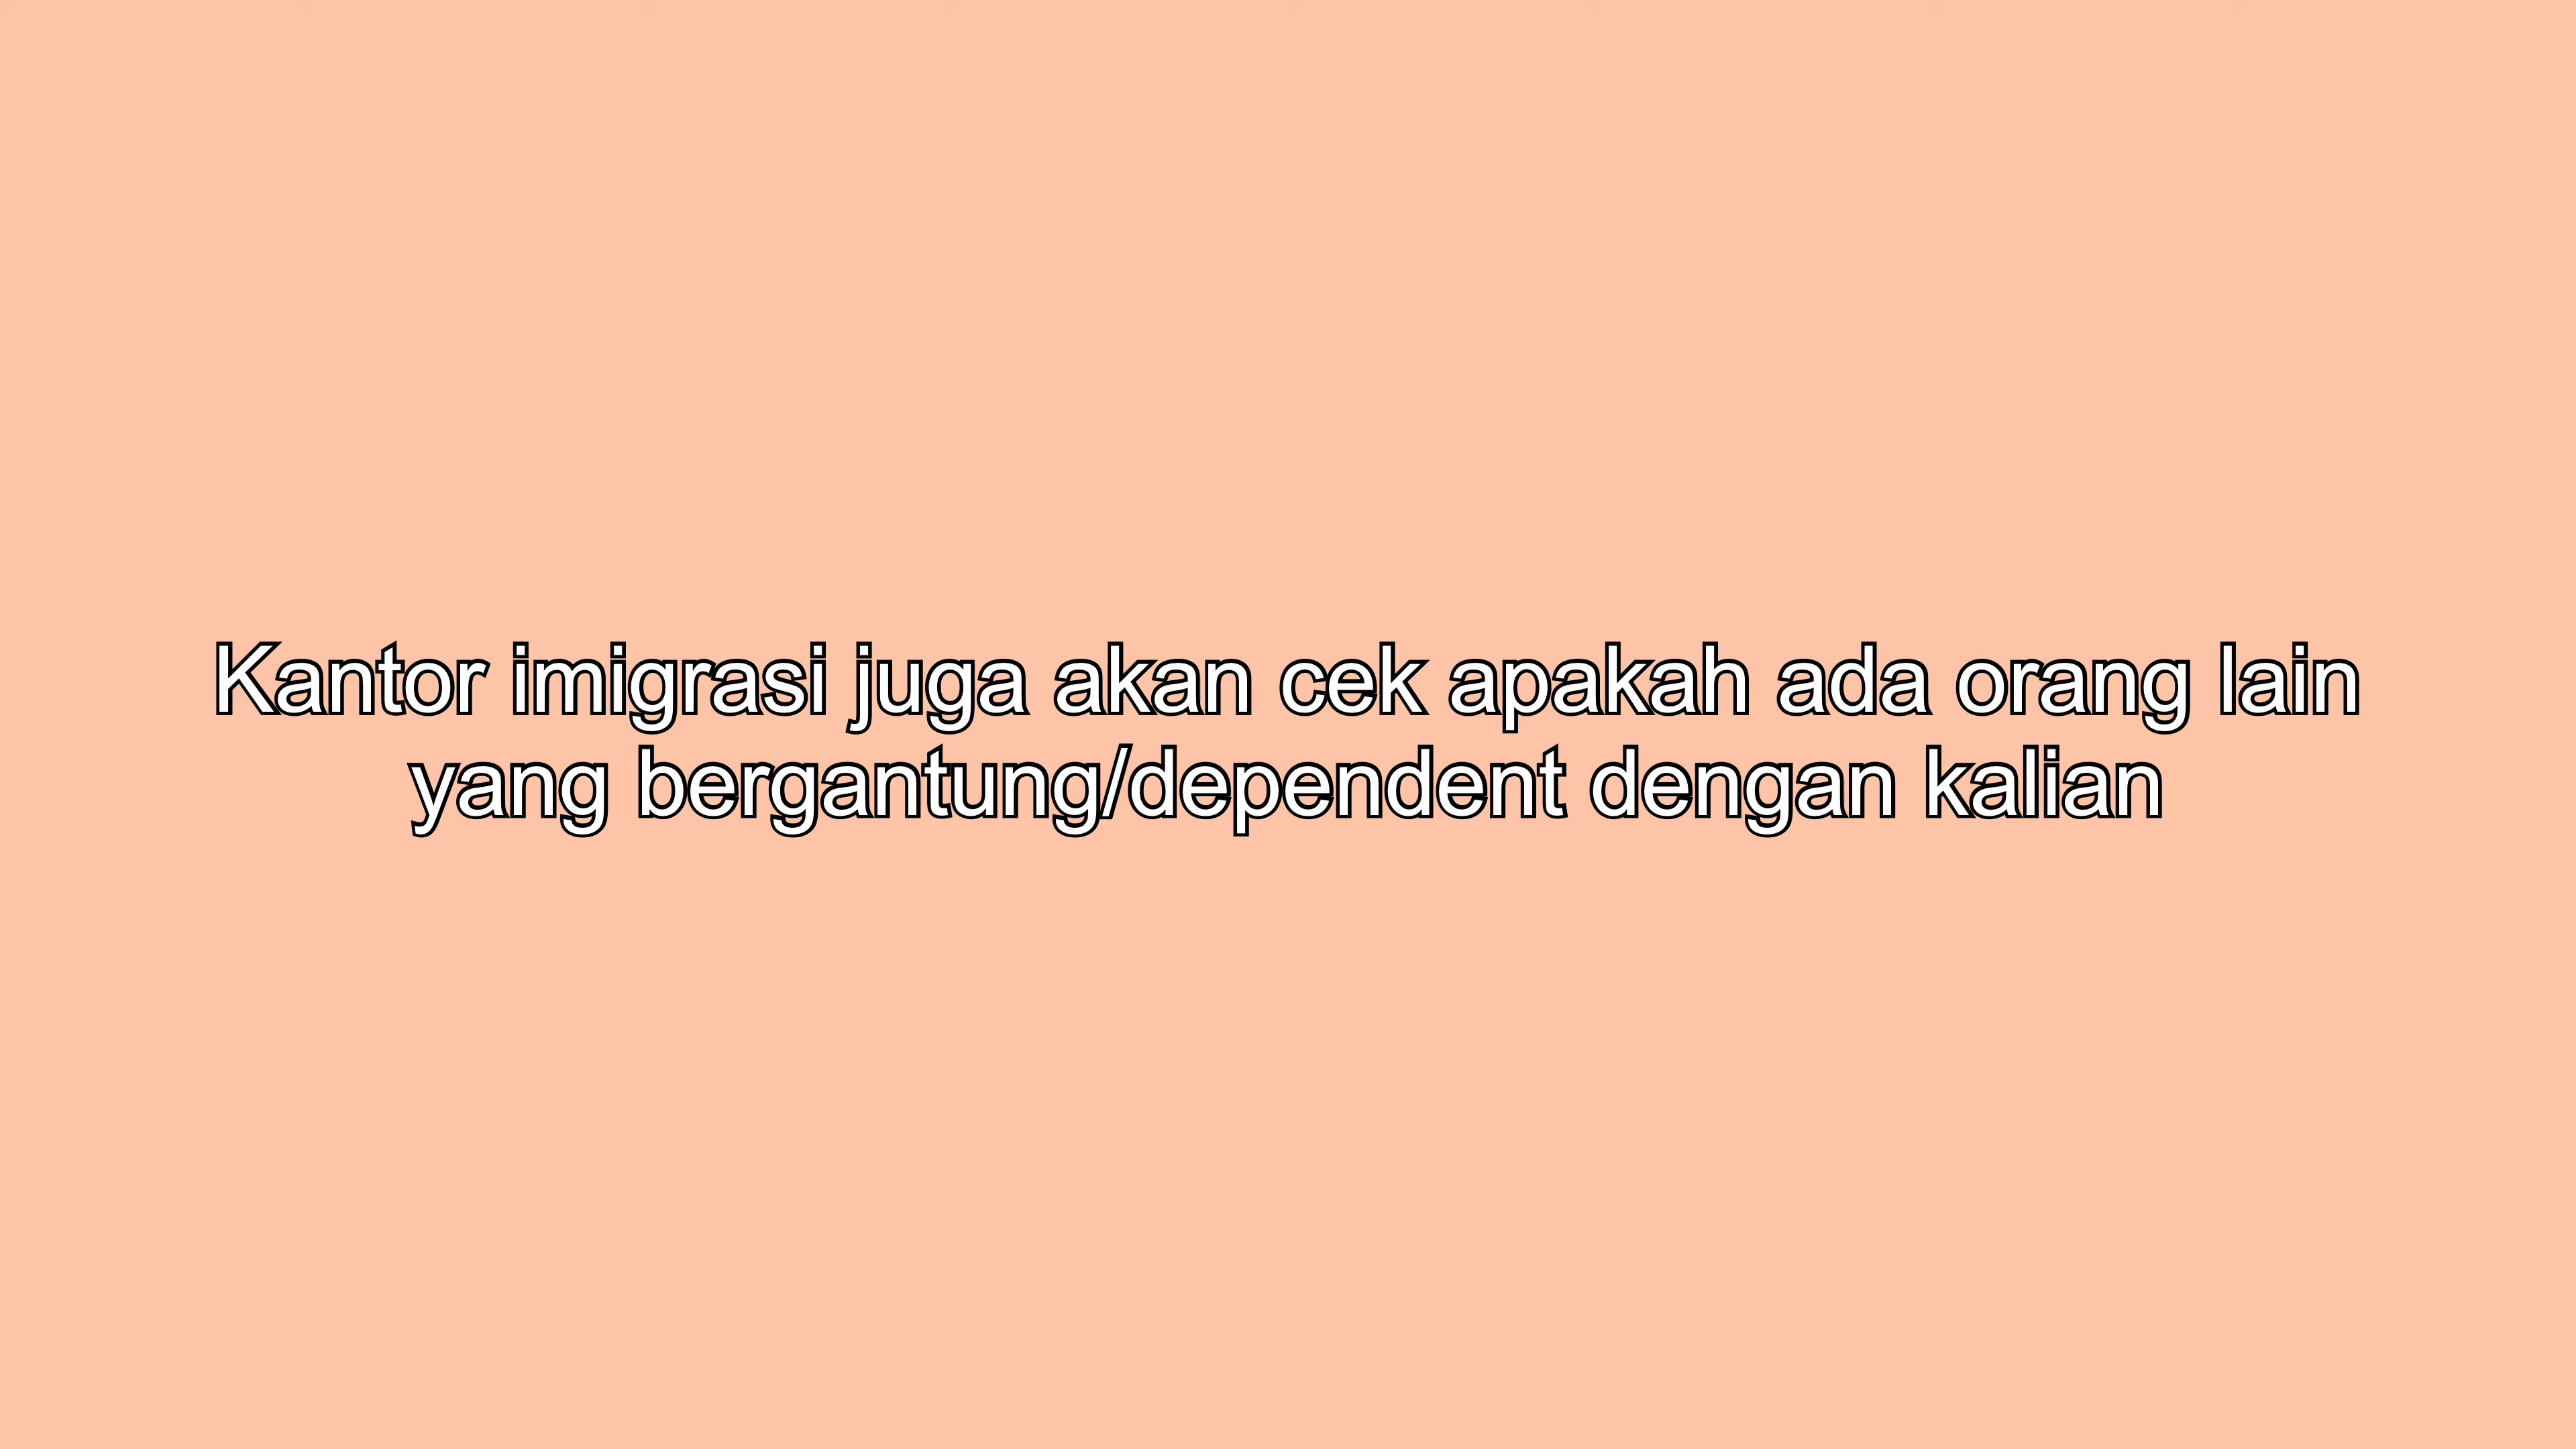 Kantor imigrasi juga akan cek apakah ada orang lain
yang bergantung/dependent dengan kalian